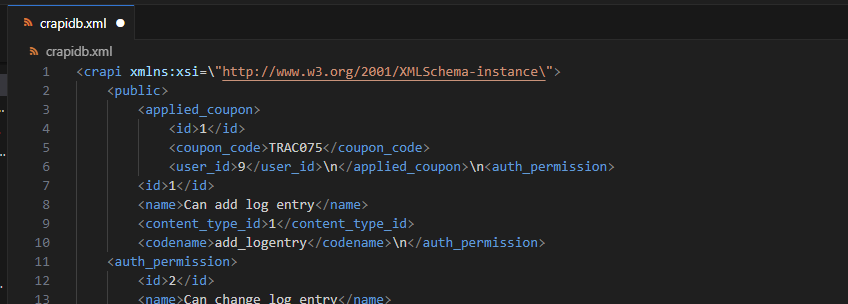 crapidb.xml
crapidb.xml
1 <crapi xmlns:xsi=\"http://www.w3.org/2001/XMLSchema-instance\">
2 <public>
3 <applied_coupon>
4 <id>1</id>
5 <coupon_code>TRAC075</coupon_code>
6 <user_id>9</user_id>\n</applied_coupon>\n<auth_permission>
7 <id>1</id>
8 <name>Can add log entry</name>
9 <content_type_id>1</content_type_id>
10 <codename>add_logentry</codename>\n</auth_permission>
11 <auth_permission>
12 <id>2</id>
13 <name>Can change log entry</name>